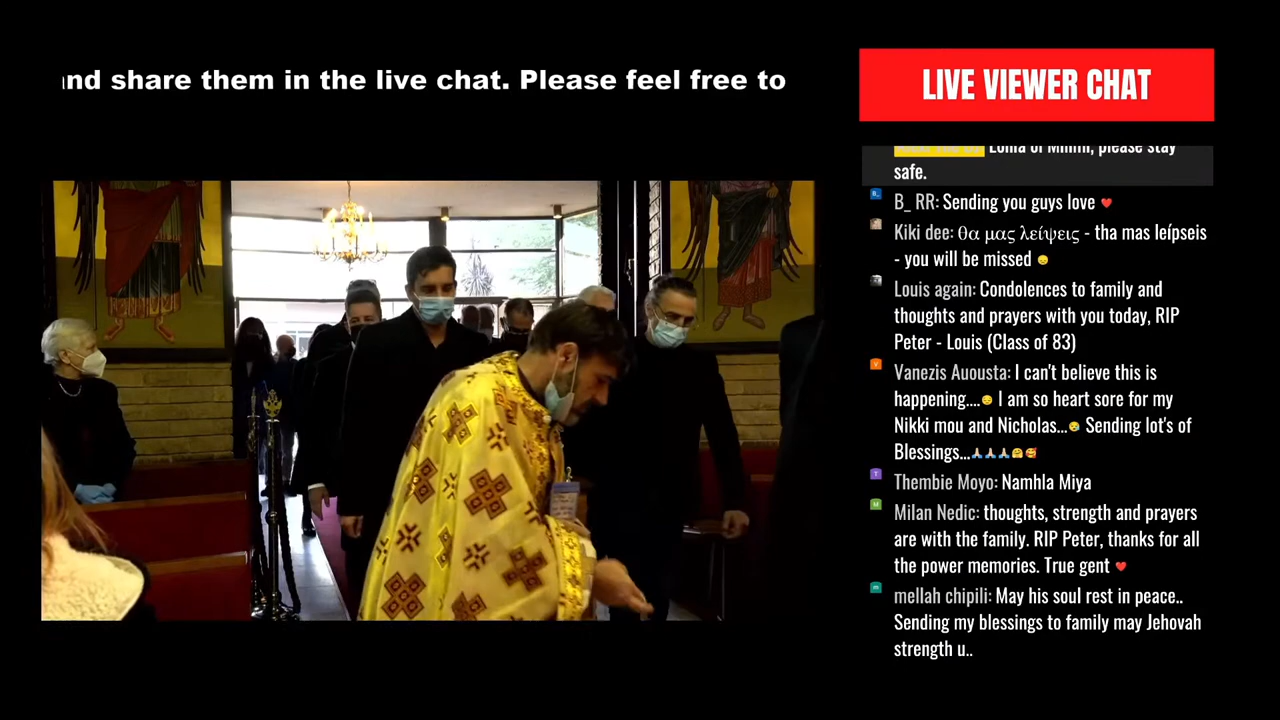 and share them in the live chat. Please feel free to
LIVE VIEWER CHAT
please stay
safe.
B_ RR: Sending you guys love ❤️
Kiki dee: θα μας λείψεις - tha mas leípseis
- you will be missed 😞
Louis again: Condolences to family and
thoughts and prayers with you today, RIP
Peter - Louis (Class of 83)
Vanezis Auousta: I can't believe this is
happening....😔 I am so heart sore for my
Nikki mou and Nicholas...😢 Sending lot's of
Blessings...🙏🙏🙏🤗🥰
Thembie Moyo: Namhla Miya
Milan Nedic: thoughts, strength and prayers
are with the family. RIP Peter, thanks for all
the power memories. True gent ❤️
mellah chipili: May his soul rest in peace..
Sending my blessings to family may Jehovah
strength u..